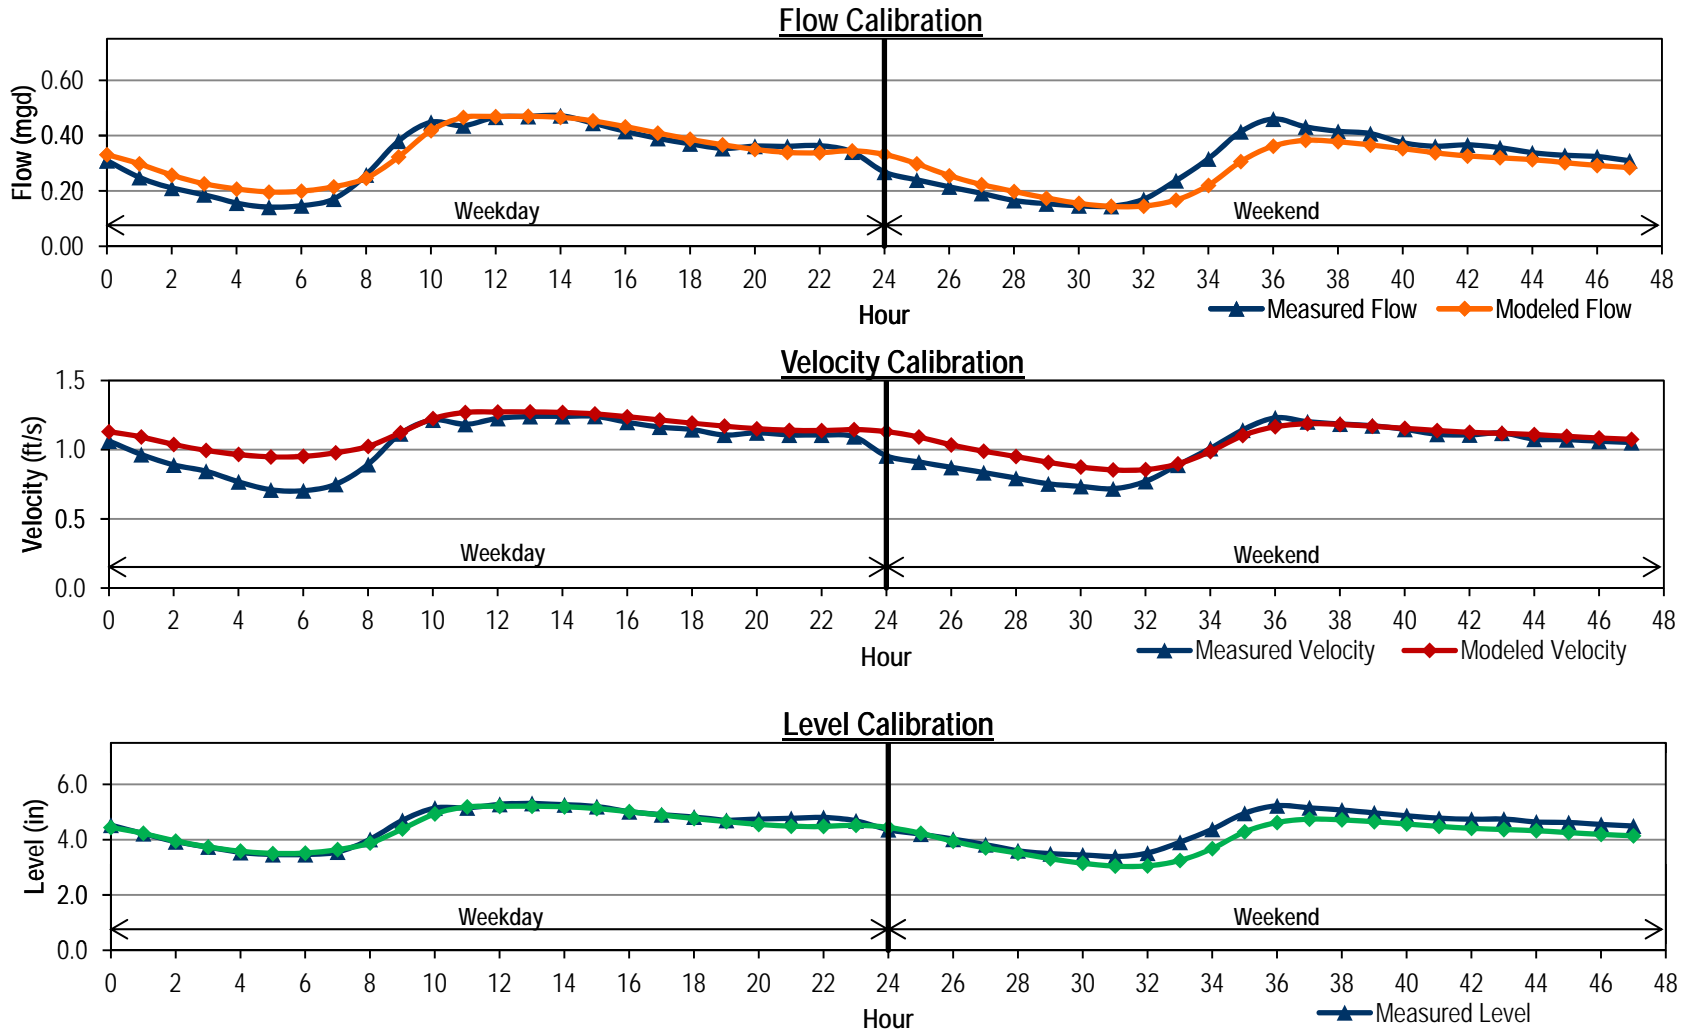 Flow Calibration
Flow (mgd)
0.60
0.40
0.20
0.00
Weekday
Weekend
0 2 4 6 8 10 12 14 16 18 20 22 24 26 28 30 32 34 36 38 40 42 44 46 48
Hour
Measured Flow Modeled Flow
Velocity Calibration
Velocity (ft/s)
1.5
1.0
0.5
0.0
Weekday
Weekend
0 2 4 6 8 10 12 14 16 18 20 22 24 26 28 30 32 34 36 38 40 42 44 46 48
Hour
Measured Velocity Modeled Velocity
Level Calibration
Level (in)
6.0
4.0
2.0
0.0
Weekday
Weekend
0 2 4 6 8 10 12 14 16 18 20 22 24 26 28 30 32 34 36 38 40 42 44 46 48
Hour
Measured Level